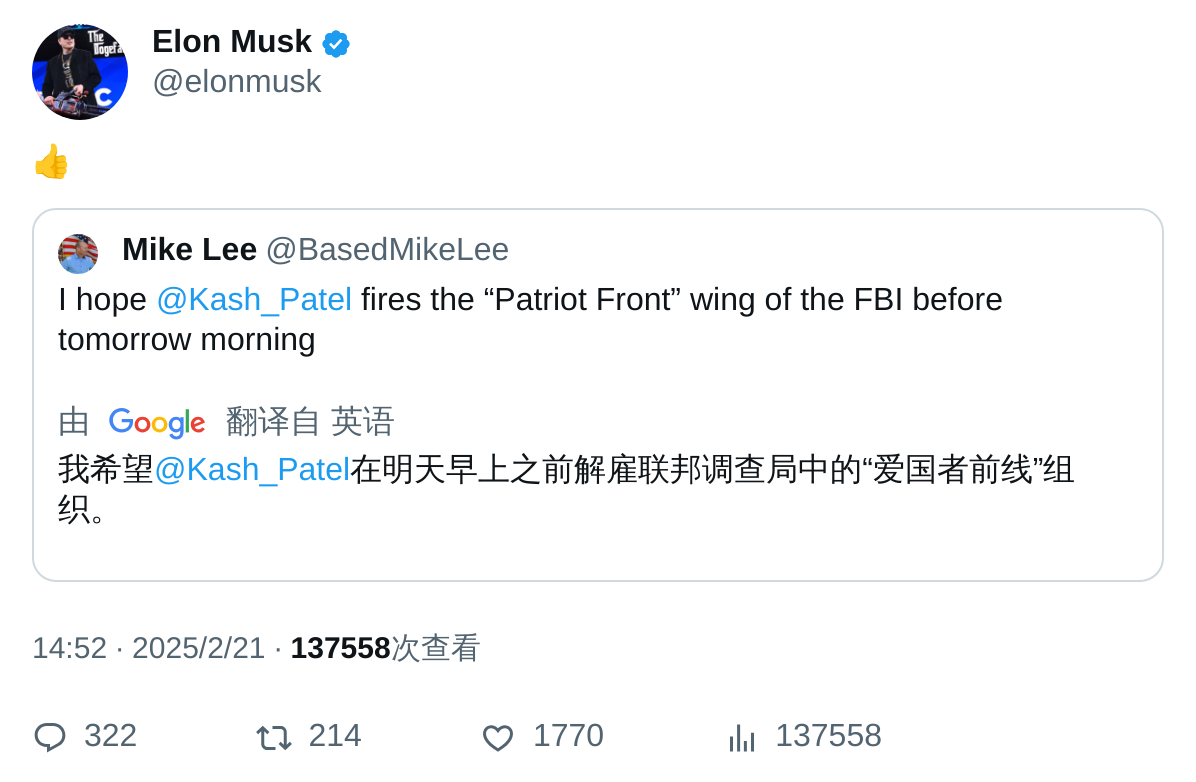 The Dogefa
C
Elon Musk
@elonmusk
👍
Mike Lee @BasedMikeLee
I hope @Kash_Patel fires the “Patriot Front” wing of the FBI before
tomorrow morning
由 Google 翻译自 英语
我希望@Kash_Patel在明天早上之前解雇联邦调查局中的“爱国者前线”组
织。
14:52 · 2025/2/21 · 137558次查看
322 214 1770 137558